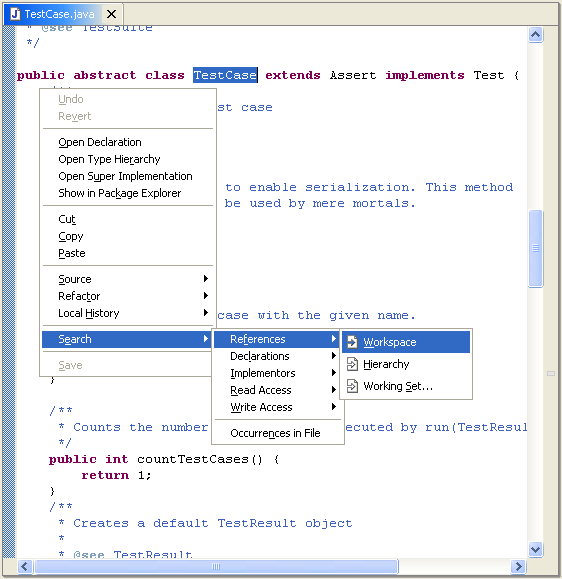 TestCase.java
* @see TestSuite
*/
public abstract class TestCase extends Assert implements Test {
st case
to enable serialization. This method
be used by mere mortals.
case with the given name.
Undo
Revert
Open Declaration
Open Type Hierarchy
Open Super Implementation
Show in Package Explorer
Cut
Copy
Paste
Source
Refactor
Local History
Search
Save
References
Declarations
Implementors
Read Access
Write Access
Occurrences in File
Workspace
Hierarchy
Working Set...
}
/**
* Counts the number ecuted by run(TestResul
*/
public int countTestCases() {
return 1;
}
/**
* Creates a default TestResult object
*
* @see TestResult